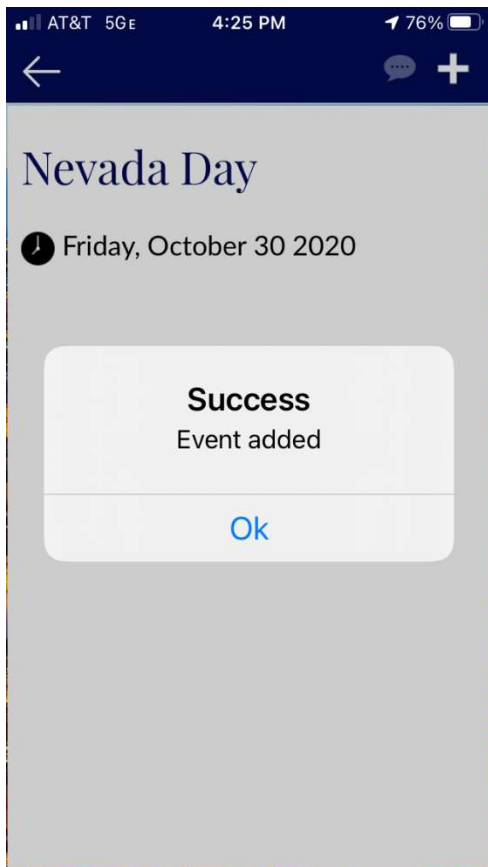 AT&T 5GE 4:25 PM 76%
Nevada Day
Friday, October 30 2020
Success
Event added
Ok